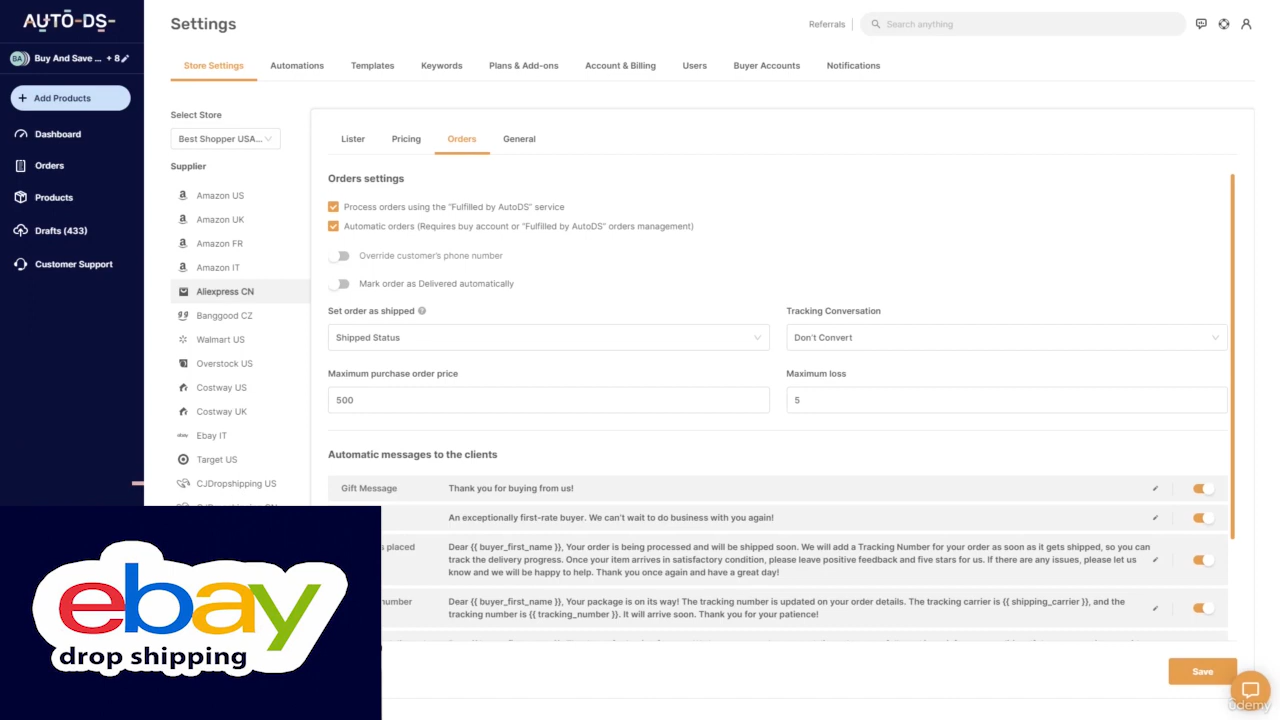 AUTO-DS-
Settings
Referrals
Search anything
BA
Buy And Save ... + 8
Store Settings
Automations
Templates
Keywords
Plans & Add-ons
Account & Billing
Users
Buyer Accounts
Notifications
Add Products
Dashboard
Orders
Products
Drafts (433)
Customer Support
Select Store
Best Shopper USA...
Supplier
Amazon US
Amazon UK
Amazon FR
Amazon IT
Aliexpress CN
Banggood CZ
Walmart US
Overstock US
Costway US
Costway UK
ebay
Ebay IT
Target US
CJDropshipping US
Lister
Pricing
Orders
General
Orders settings
Process orders using the "Fulfilled by AutoDS" service
Automatic orders (Requires buy account or "Fulfilled by AutoDS" orders management)
Override customer's phone number
Mark order as Delivered automatically
Set order as shipped
Tracking Conversation
Shipped Status
Don't Convert
Maximum purchase order price
Maximum loss
500
5
Automatic messages to the clients
Gift Message
Thank you for buying from us!
An exceptionally first-rate buyer. We can't wait to do business with you again!
s placed
Dear {{ buyer_first_name }}, Your order is being processed and will be shipped soon. We will add a Tracking Number for your order as soon as it gets shipped, so you can
track the delivery progress. Once your item arrives in satisfactory condition, please leave positive feedback and five stars for us. If there are any issues, please let us
know and we will be happy to help. Thank you once again and have a great day!
umber
Dear {{ buyer_first_name }}, Your package is on its way! The tracking number is updated on your order details. The tracking carrier is {{ shipping_carrier }}, and the
tracking number is {{ tracking_number }}. It will arrive soon. Thank you for your patience!
Save
ebay
drop shipping
ûdemy